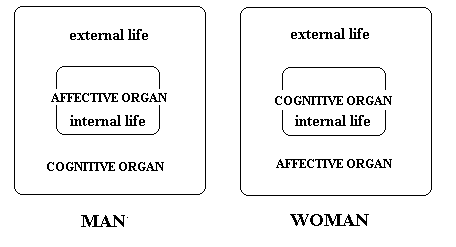 external life
AFFECTIVE ORGAN
internal life
COGNITIVE ORGAN
MAN
external life
COGNITIVE ORGAN
internal life
AFFECTIVE ORGAN
WOMAN